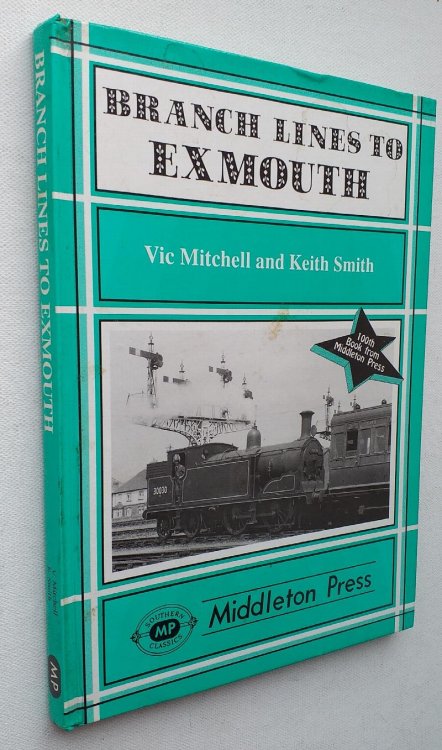 BRANCH LINES TO EXMOUTH
MP
BRANCH LINES TO
EXMOUTH
Vic Mitchell and Keith Smith
100th
Book from
Middleton Press
30030
SOUTHERN
MP
CLASSICS
Middleton Press